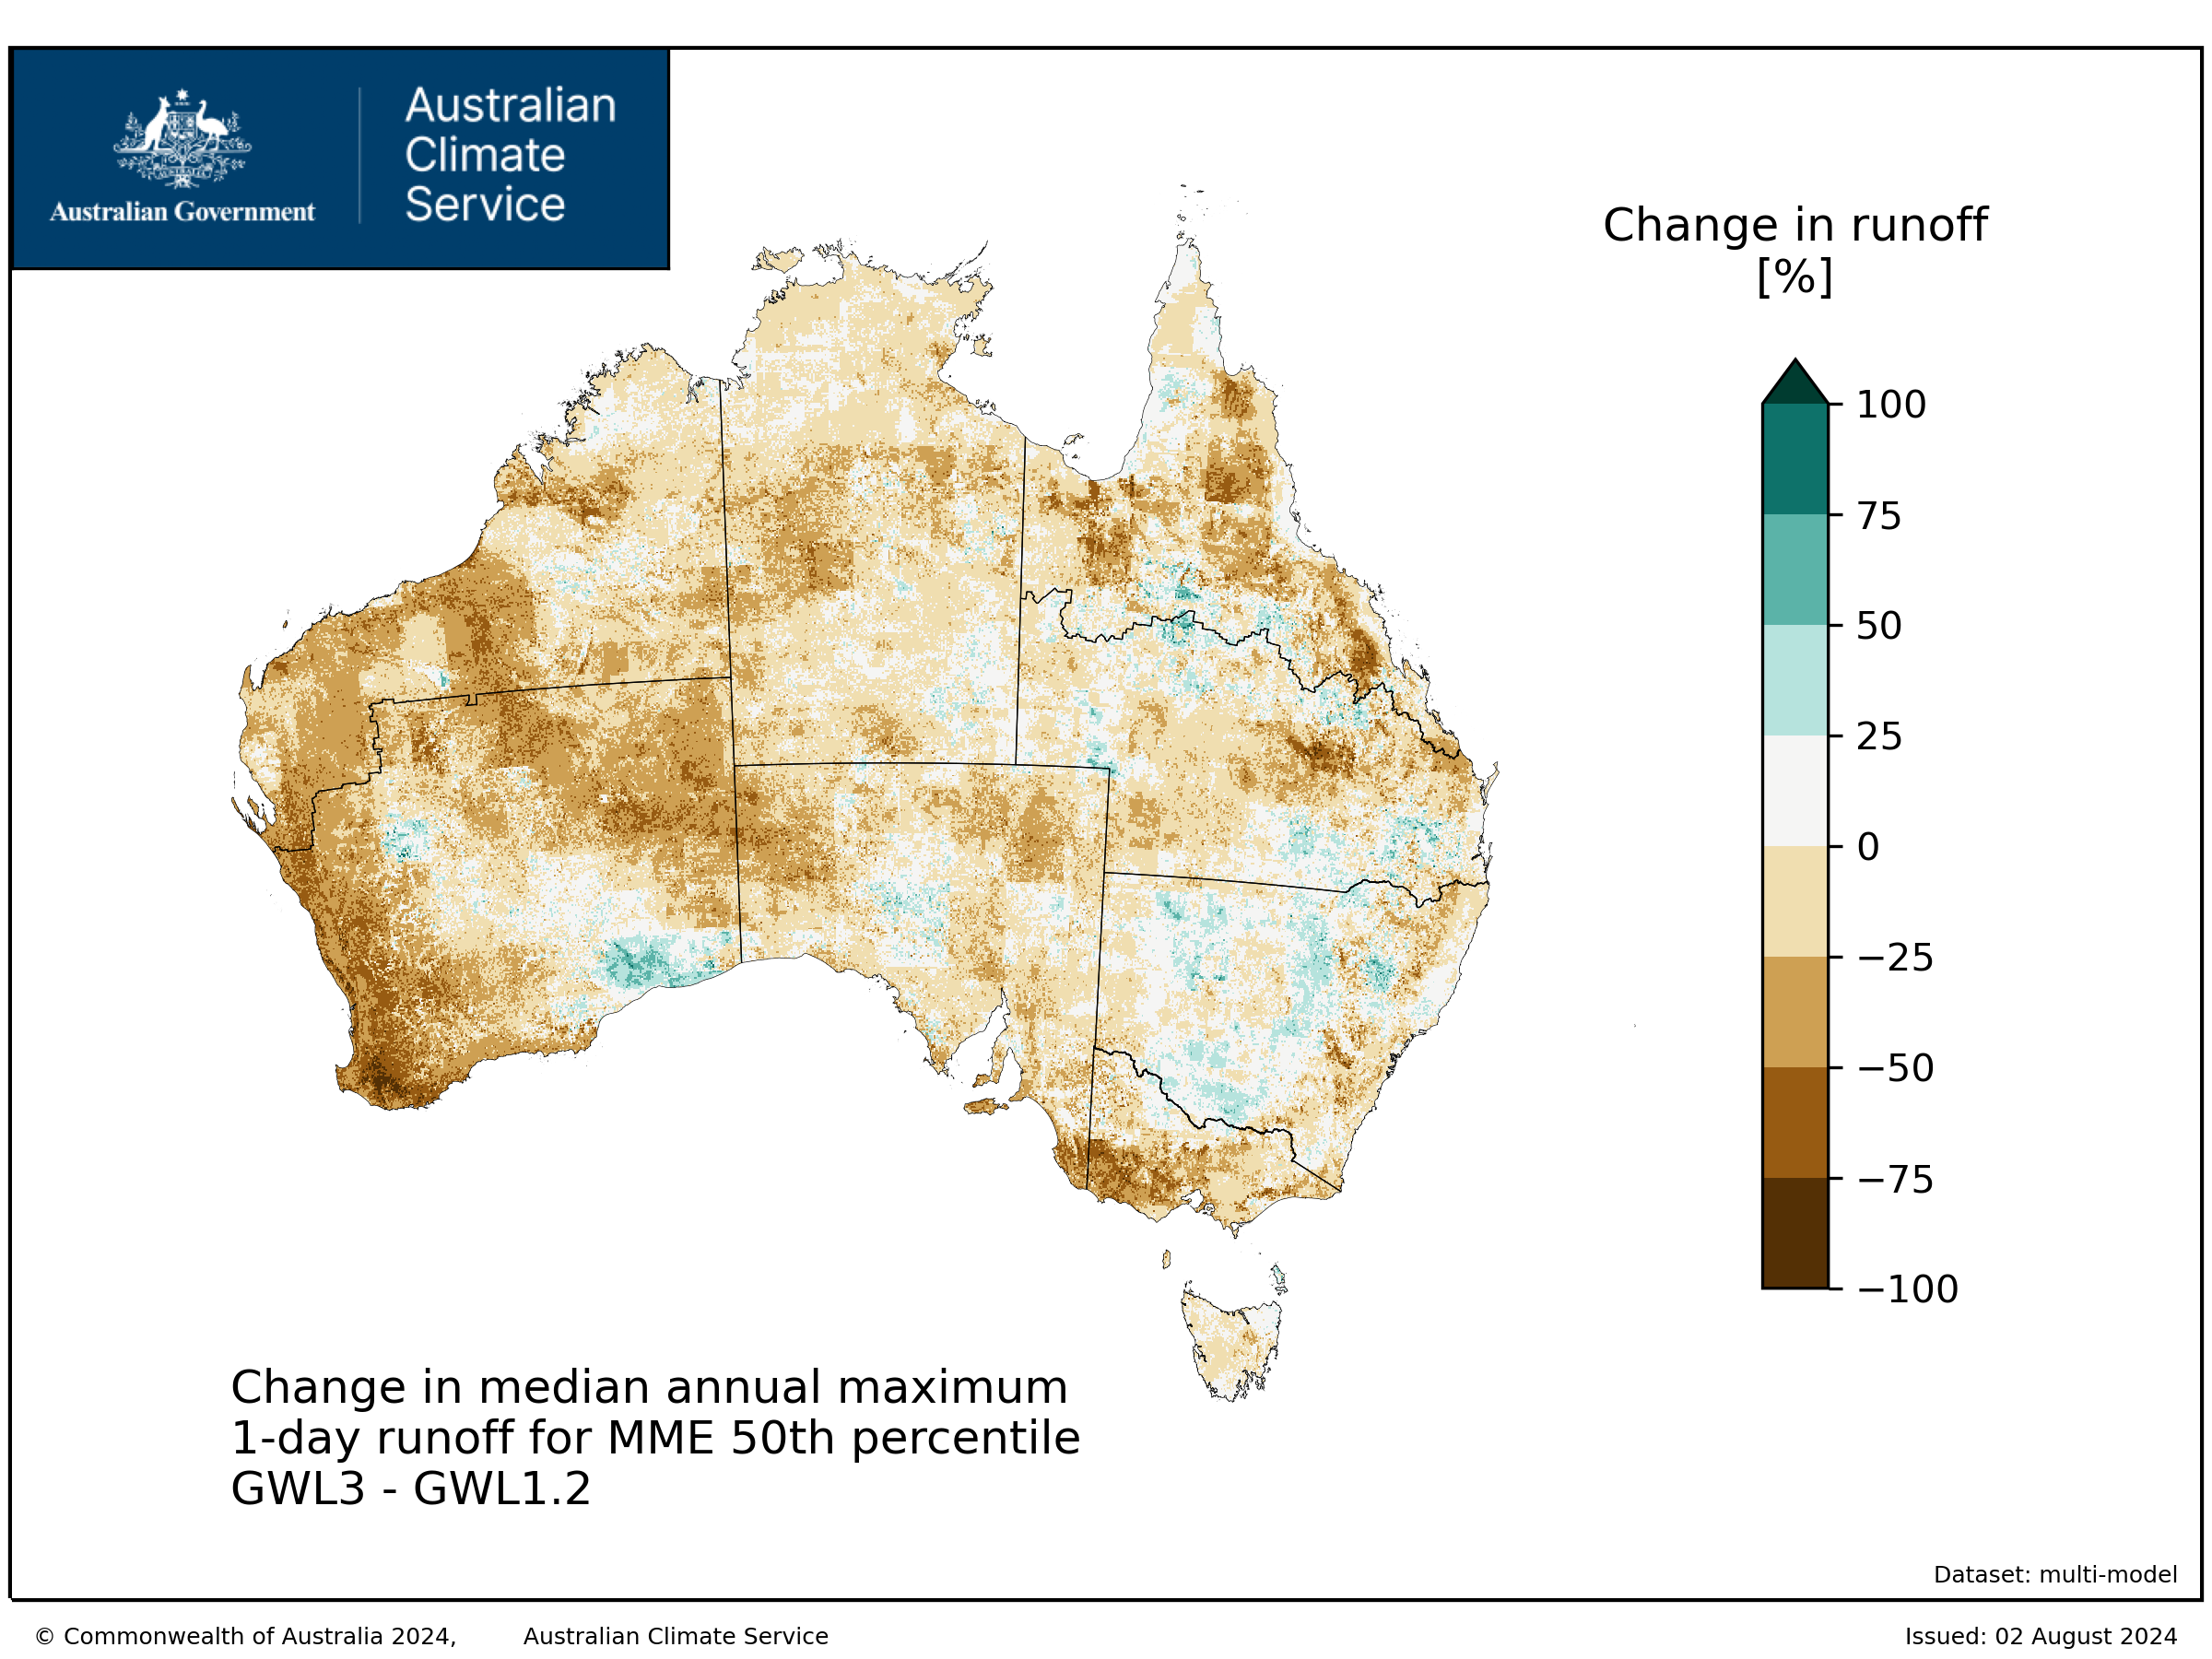 Australian Government
Australian
Climate
Service
Change in runoff
[%]
100
75
50
25
0
−25
−50
−75
−100
Change in median annual maximum
1-day runoff for MME 50th percentile
GWL3 - GWL1.2
Dataset: multi-model
© Commonwealth of Australia 2024, Australian Climate Service
Issued: 02 August 2024